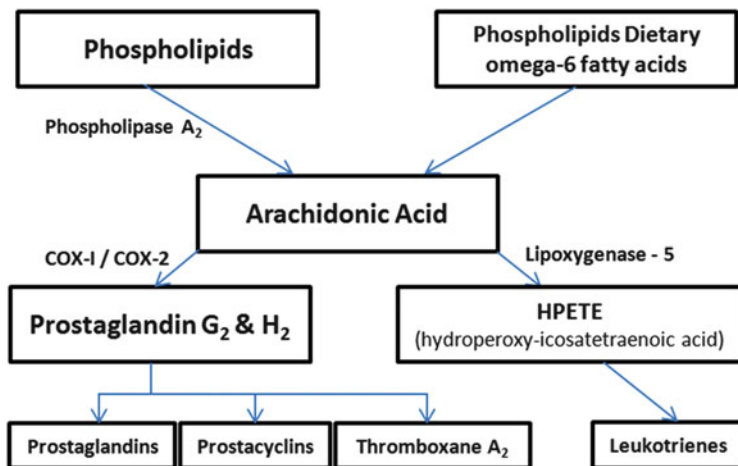 Phospholipids
Phospholipids Dietary
omega-6 fatty acids
Phospholipase A₂
Arachidonic Acid
COX-I / COX-2
Lipoxygenase - 5
Prostaglandin G₂ & H₂
HPETE
(hydroperoxy-icosatetraenoic acid)
Prostaglandins
Prostacyclins
Thromboxane A₂
Leukotrienes